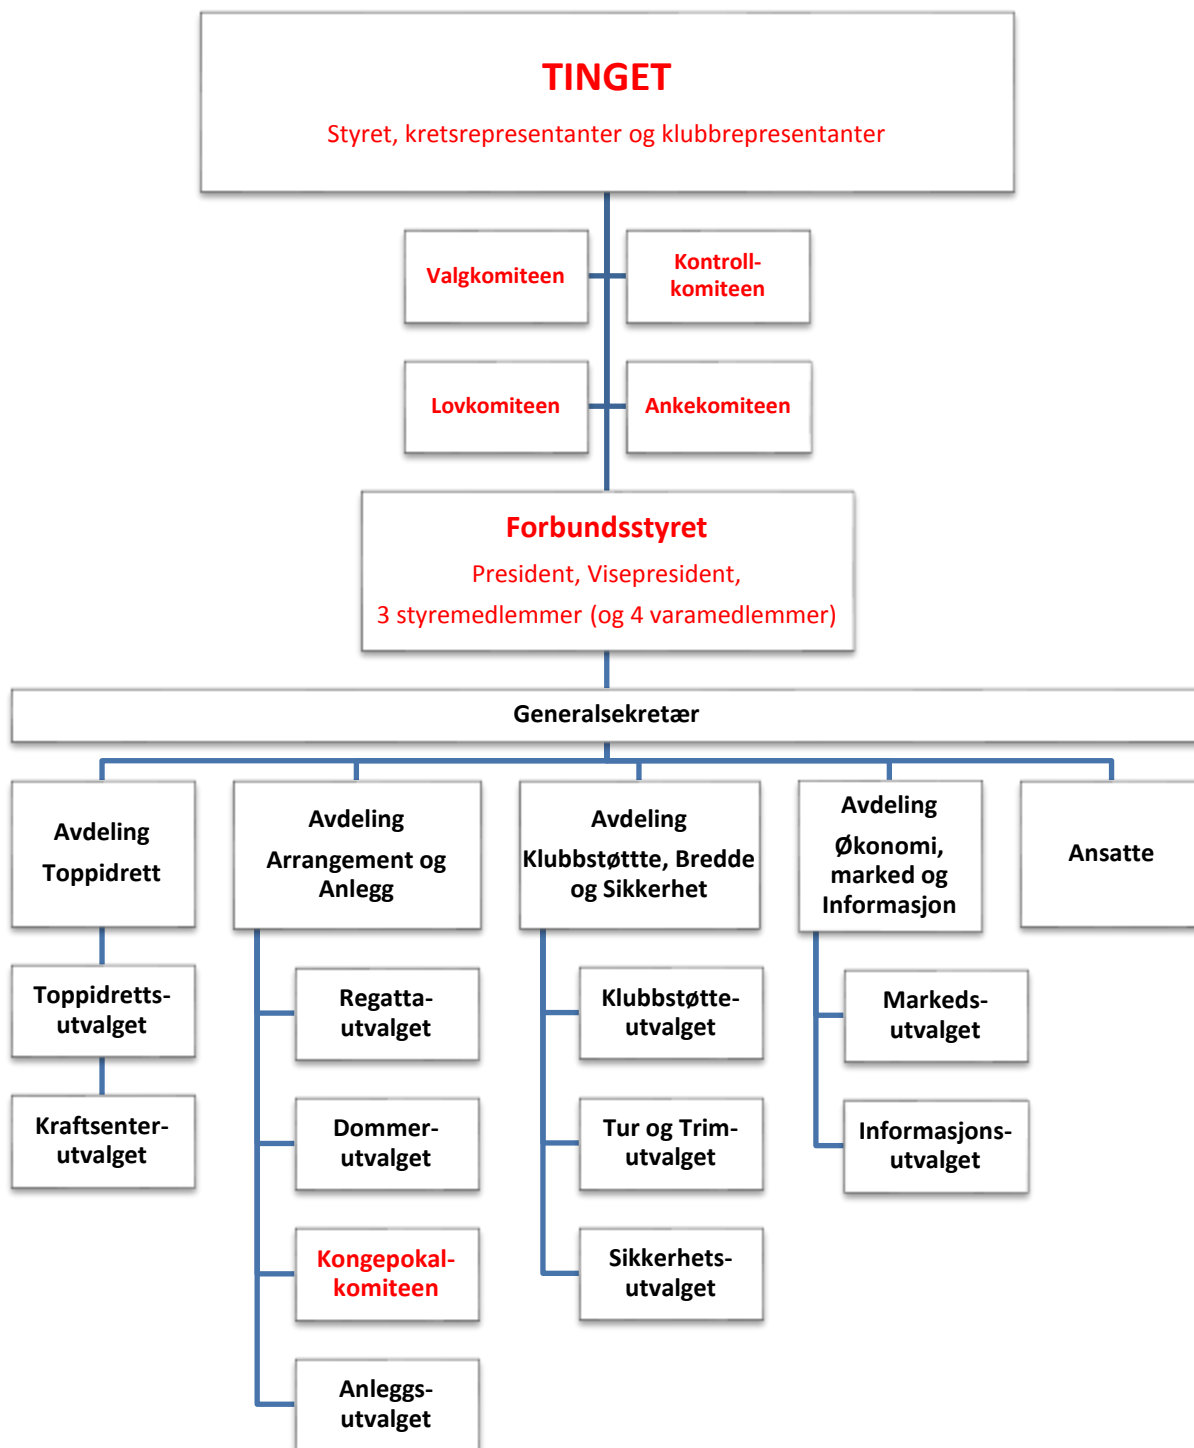 TINGET
Styret, kretsrepresentanter og klubbrepresentanter
Valgkomiteen
Kontroll-
komiteen
Lovkomiteen
Ankekomiteen
Forbundsstyret
President, Visepresident,
3 styremedlemmer (og 4 varamedlemmer)
Generalsekretær
Avdeling
Toppidrett
Avdeling
Arrangement og
Anlegg
Avdeling
Klubbstøttte, Bredde
og Sikkerhet
Avdeling
Økonomi,
marked og
Informasjon
Ansatte
Toppidretts-
utvalget
Kraftsenter-
utvalget
Regatta-
utvalget
Dommer-
utvalget
Kongepokal-
komiteen
Anleggs-
utvalget
Klubbstøtte-
utvalget
Tur og Trim-
utvalget
Sikkerhets-
utvalget
Markeds-
utvalget
Informasjons-
utvalget